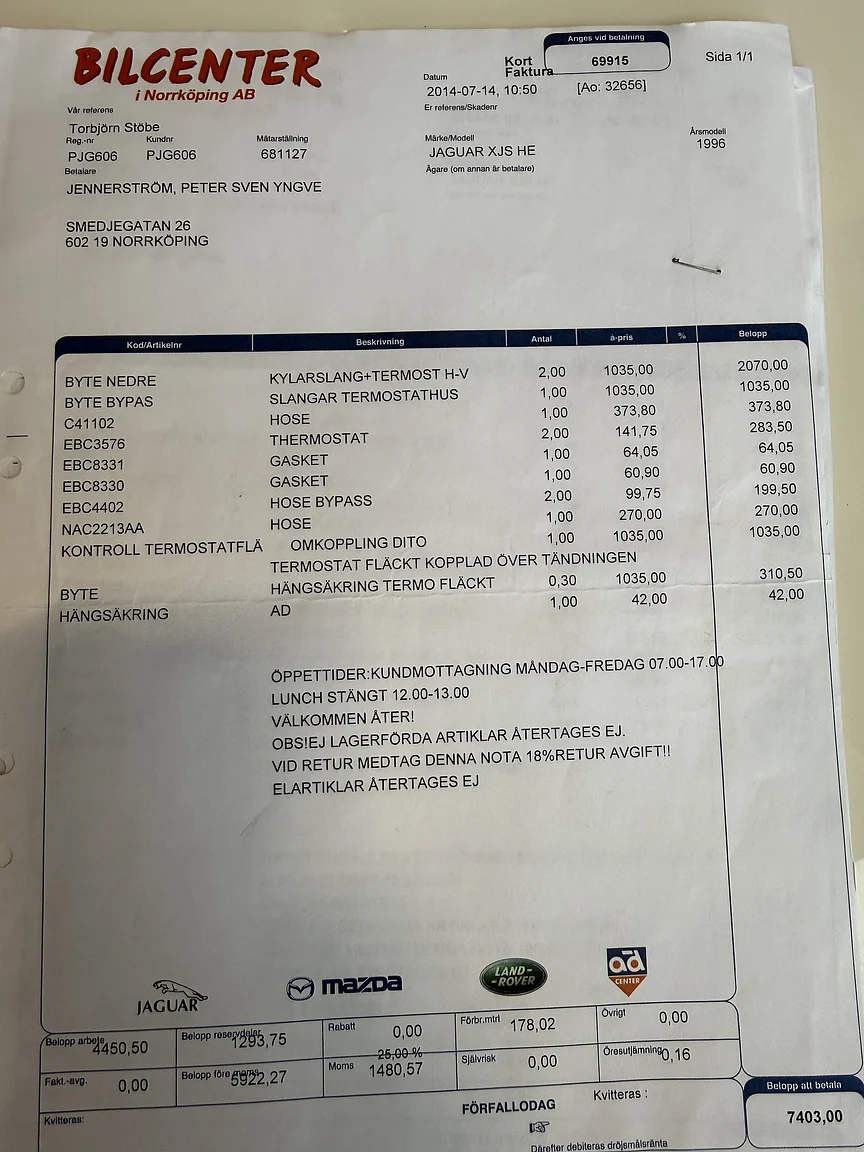 BILCENTER
i Norrköping AB
Kort
Faktura
Anges vid betalning
69915
Sida 1/1
Datum
2014-07-14, 10:50
[Ao: 32656]
Er referens/Skadenr
Vår referens
Torbjörn Stöbe
Reg.-nr Kundnr Mätarställning
PJG606 PJG606 681127
Märke/Modell Årsmodell
JAGUAR XJS HE 1996
Betalare
Ägare (om annan är betalare)
JENNERSTRÖM, PETER SVEN YNGVE
SMEDJEGATAN 26
602 19 NORRKÖPING
Kod/Artikelnr Beskrivning Antal à-pris % Belopp
BYTE NEDRE KYLARSLANG+TERMOST H-V 2,00 1035,00 2070,00
BYTE BYPAS SLANGAR TERMOSTATHUS 1,00 1035,00 1035,00
C41102 HOSE 1,00 373,80 373,80
EBC3576 THERMOSTAT 2,00 141,75 283,50
EBC8331 GASKET 1,00 64,05 64,05
EBC8330 GASKET 1,00 60,90 60,90
EBC4402 HOSE BYPASS 2,00 99,75 199,50
NAC2213AA HOSE 1,00 270,00 270,00
KONTROLL TERMOSTATFLÄ OMKOPPLING DITO 1,00 1035,00 1035,00
TERMOSTAT FLÄCKT KOPPLAD ÖVER TÄNDNINGEN
BYTE HÄNGSÄKRING TERMO FLÄCKT 0,30 1035,00 310,50
HÄNGSÄKRING AD 1,00 42,00 42,00
ÖPPETTIDER:KUNDMOTTAGNING MÅNDAG-FREDAG 07.00-17.00
LUNCH STÄNGT 12.00-13.00
VÄLKOMMEN ÅTER!
OBS!EJ LAGERFÖRDA ARTIKLAR ÅTERTAGES EJ.
VID RETUR MEDTAG DENNA NOTA 18%RETUR AVGIFT!!
ELARTIKLAR ÅTERTAGES EJ
JAGUAR mazda LAND-ROVER ad CENTER
Belopp arbete 4450,50 Belopp reservdelar 1293,75 Rabatt 0,00 Förbr.mtrl 178,02 Övrigt 0,00
Fakt.-avg. 0,00 Belopp före moms 5922,27 Moms 25,00 % 1480,57 Självrisk 0,00 Öresutjämning 0,16
Kvitteras:
FÖRFALLODAG
Kvitteras :
Därefter debiteras dröjsmålsränta
Belopp att betala
7403,00